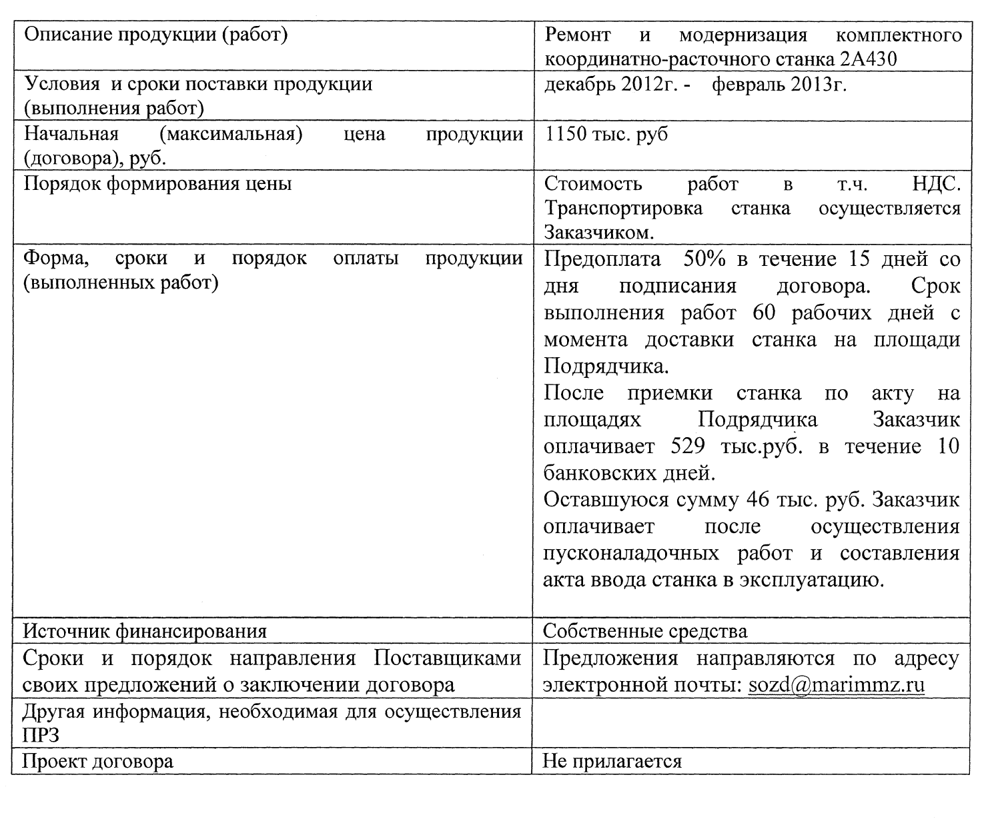 Описание продукции (работ)
Ремонт и модернизация комплектного
координатно-расточного станка 2А430
Условия и сроки поставки продукции
(выполнения работ)
декабрь 2012г. - февраль 2013г.
Начальная (максимальная) цена продукции
(договора), руб.
1150 тыс. руб
Порядок формирования цены
Стоимость работ в т.ч. НДС.
Транспортировка станка осуществляется
Заказчиком.
Форма, сроки и порядок оплаты продукции
(выполненных работ)
Предоплата 50% в течение 15 дней со
дня подписания договора. Срок
выполнения работ 60 рабочих дней с
момента доставки станка на площади
Подрядчика.
После приемки станка по акту на
площадях Подрядчика Заказчик
оплачивает 529 тыс.руб. в течение 10
банковских дней.
Оставшуюся сумму 46 тыс. руб. Заказчик
оплачивает после осуществления
пусконаладочных работ и составления
акта ввода станка в эксплуатацию.
Источник финансирования
Собственные средства
Сроки и порядок направления Поставщиками
своих предложений о заключении договора
Предложения направляются по адресу
электронной почты: sozd@marimmz.ru
Другая информация, необходимая для осуществления
ПРЗ
Проект договора
Не прилагается